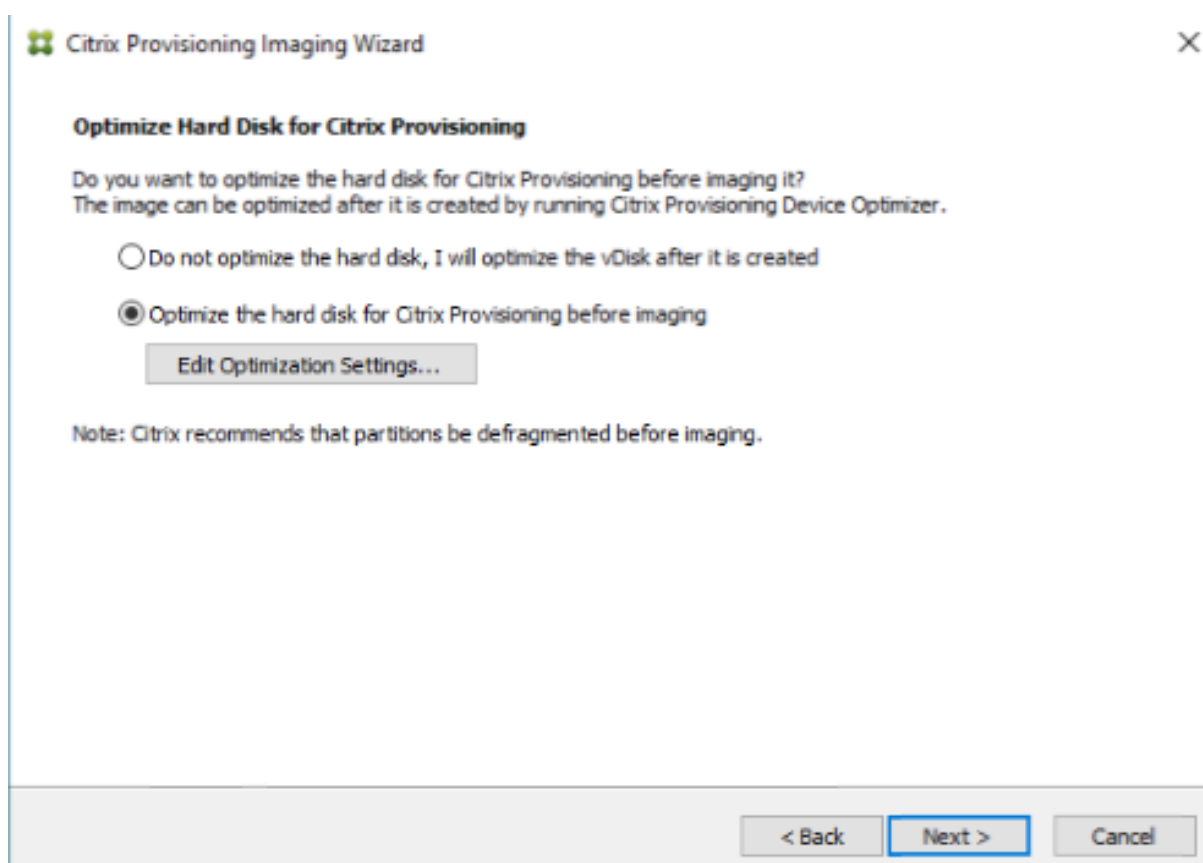 Citrix Provisioning Imaging Wizard
Optimize Hard Disk for Citrix Provisioning
Do you want to optimize the hard disk for Citrix Provisioning before imaging it?
The image can be optimized after it is created by running Citrix Provisioning Device Optimizer.
Do not optimize the hard disk, I will optimize the vDisk after it is created
Optimize the hard disk for Citrix Provisioning before imaging
Edit Optimization Settings...
Note: Citrix recommends that partitions be defragmented before imaging.
< Back Next > Cancel